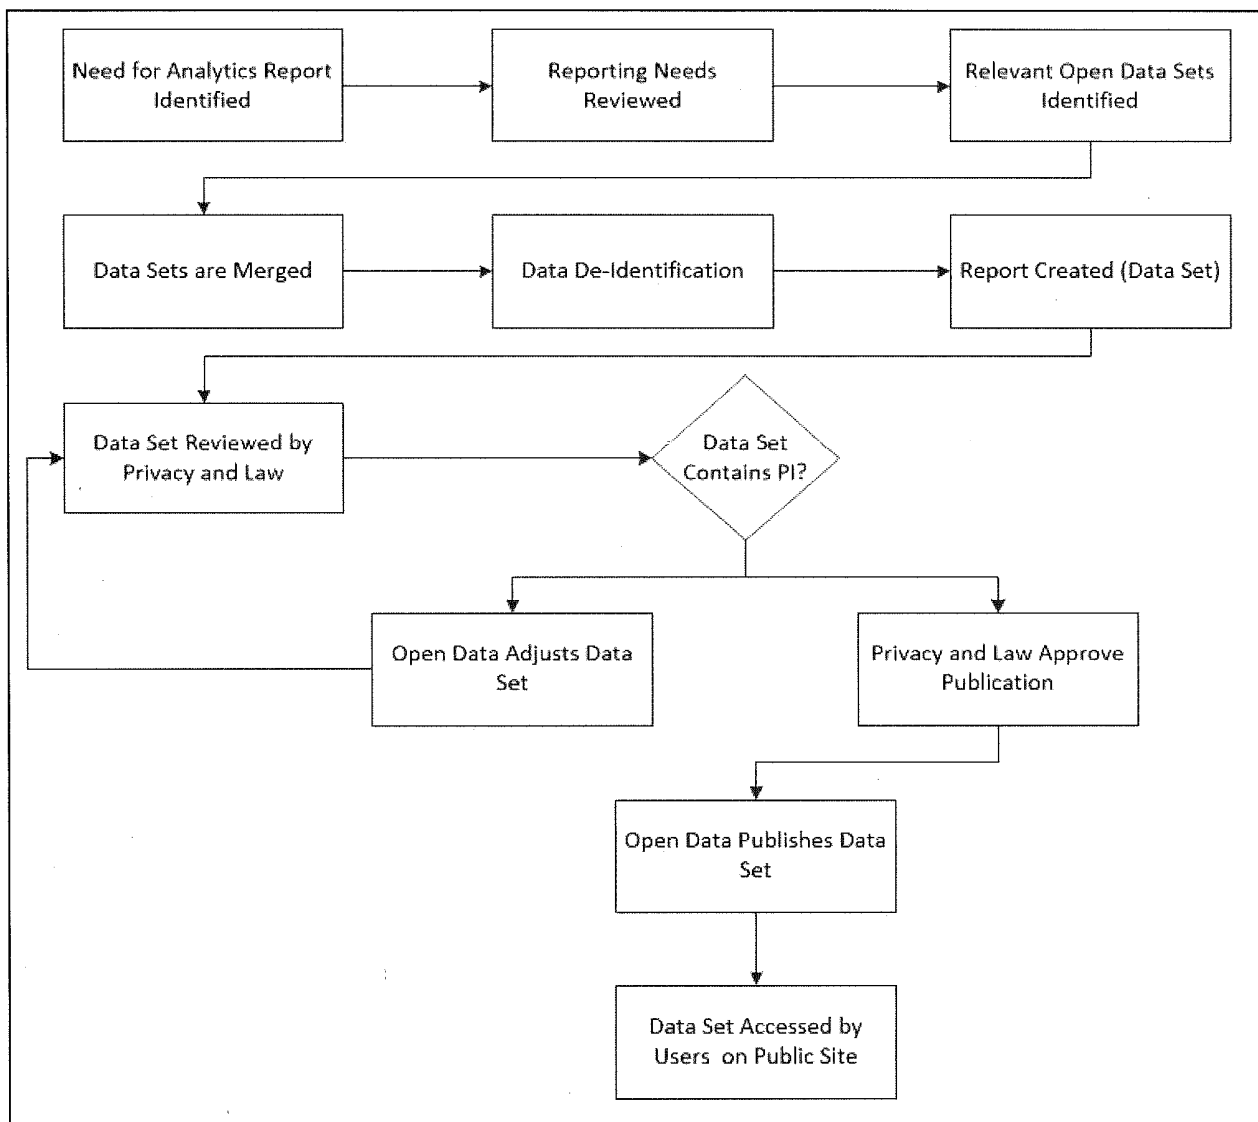 Need for Analytics Report
Identified
Reporting Needs
Reviewed
Relevant Open Data Sets
Identified
Data Sets are Merged
Data De-Identification
Report Created (Data Set)
Data Set Reviewed by
Privacy and Law
Data Set
Contains PI?
Open Data Adjusts Data
Set
Privacy and Law Approve
Publication
Open Data Publishes Data
Set
Data Set Accessed by
Users on Public Site